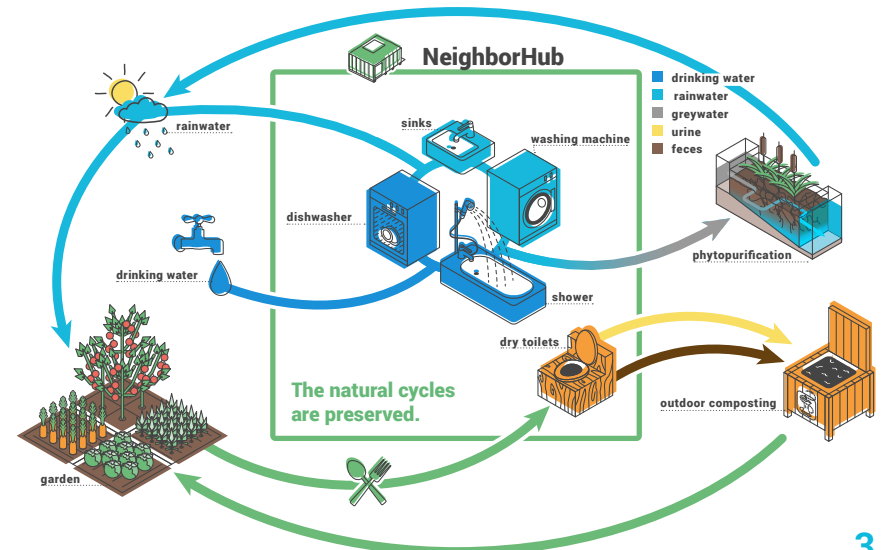 NeighborHub
drinking water
rainwater
greywater
urine
feces
rainwater
sinks
washing machine
dishwasher
drinking water
phytopurification
shower
dry toilets
The natural cycles
are preserved.
outdoor composting
garden
3